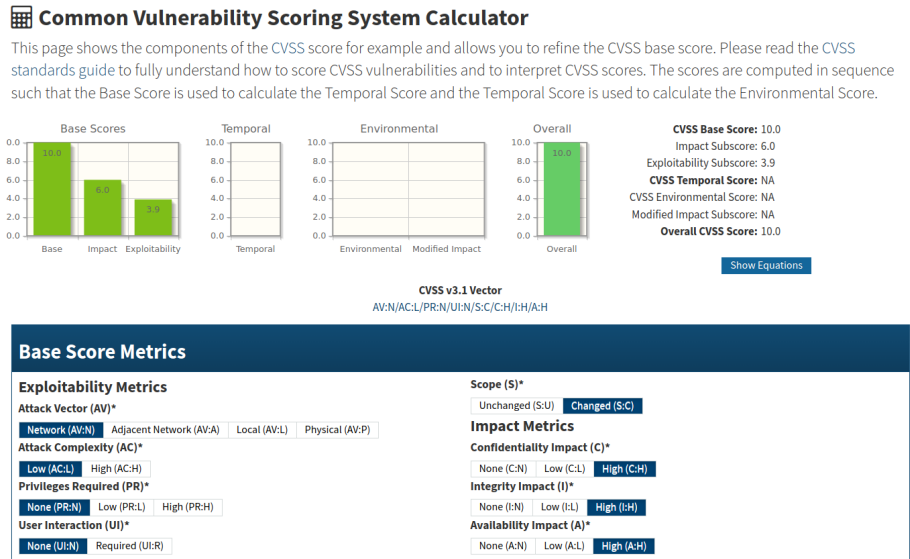 Common Vulnerability Scoring System Calculator
This page shows the components of the CVSS score for example and allows you to refine the CVSS base score. Please read the CVSS
standards guide to fully understand how to score CVSS vulnerabilities and to interpret CVSS scores. The scores are computed in sequence
such that the Base Score is used to calculate the Temporal Score and the Temporal Score is used to calculate the Environmental Score.
Base Scores
0.0
8.0
6.0
4.0
2.0
0.0
10.0
6.0
3.9
Base Impact Exploitability
Temporal
10.0
8.0
6.0
4.0
2.0
0.0
Temporal
Environmental
10.0
8.0
6.0
4.0
2.0
0.0
Environmental Modified Impact
Overall
10.0
8.0
6.0
4.0
2.0
0.0
10.0
Overall
CVSS Base Score: 10.0
Impact Subscore: 6.0
Exploitability Subscore: 3.9
CVSS Temporal Score: NA
CVSS Environmental Score: NA
Modified Impact Subscore: NA
Overall CVSS Score: 10.0
Show Equations
CVSS v3.1 Vector
AV:N/AC:L/PR:N/UI:N/S:C/C:H/I:H/A:H
Base Score Metrics
Exploitability Metrics
Attack Vector (AV)*
Network (AV:N) Adjacent Network (AV:A) Local (AV:L) Physical (AV:P)
Attack Complexity (AC)*
Low (AC:L) High (AC:H)
Privileges Required (PR)*
None (PR:N) Low (PR:L) High (PR:H)
User Interaction (UI)*
None (UI:N) Required (UI:R)
Scope (S)*
Unchanged (S:U) Changed (S:C)
Impact Metrics
Confidentiality Impact (C)*
None (C:N) Low (C:L) High (C:H)
Integrity Impact (I)*
None (I:N) Low (I:L) High (I:H)
Availability Impact (A)*
None (A:N) Low (A:L) High (A:H)